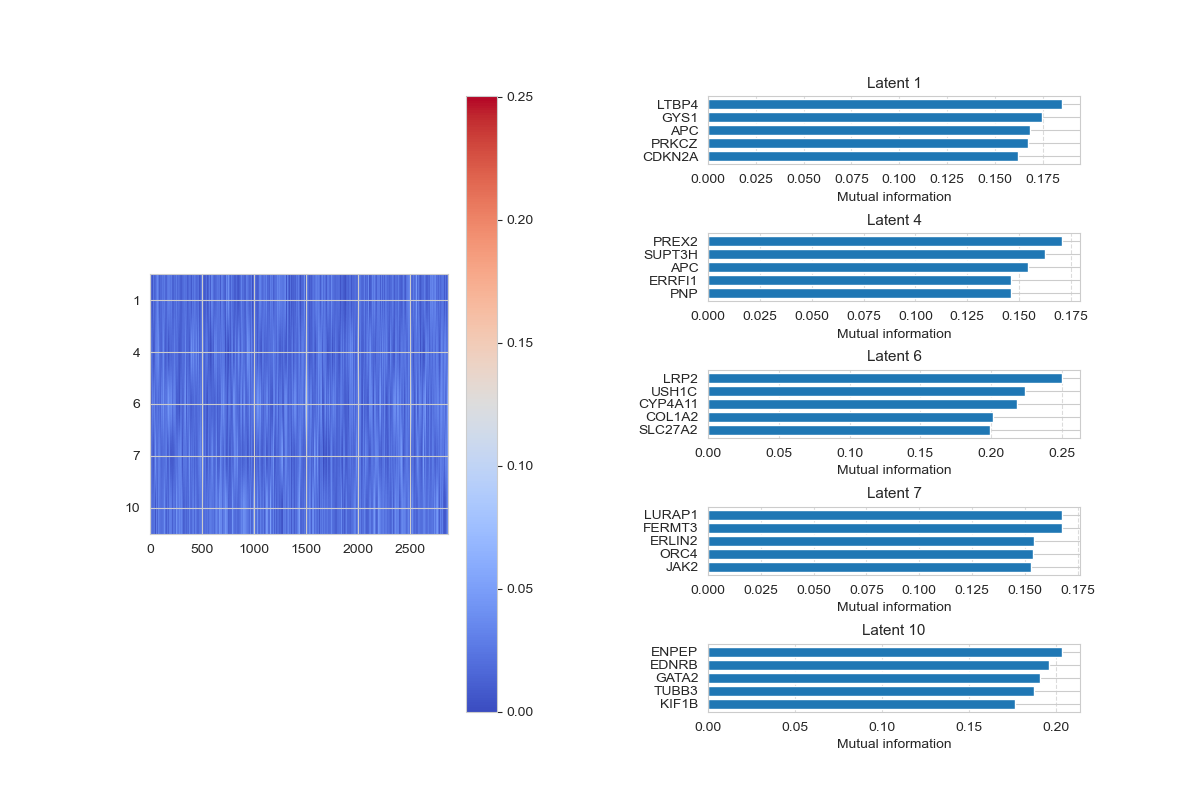 1
4
6
7
10
0 500 1000 1500 2000 2500
0.25
0.20
0.15
0.10
0.05
0.00
Latent 1
LTBP4
GYS1
APC
PRKCZ
CDKN2A
0.000 0.025 0.050 0.075 0.100 0.125 0.150 0.175
Mutual information
Latent 4
PREX2
SUPT3H
APC
ERRFI1
PNP
0.000 0.025 0.050 0.075 0.100 0.125 0.150 0.175
Mutual information
Latent 6
LRP2
USH1C
CYP4A11
COL1A2
SLC27A2
0.00 0.05 0.10 0.15 0.20 0.25
Mutual information
Latent 7
LURAP1
FERMT3
ERLIN2
ORC4
JAK2
0.000 0.025 0.050 0.075 0.100 0.125 0.150 0.175
Mutual information
Latent 10
ENPEP
EDNRB
GATA2
TUBB3
KIF1B
0.00 0.05 0.10 0.15 0.20
Mutual information